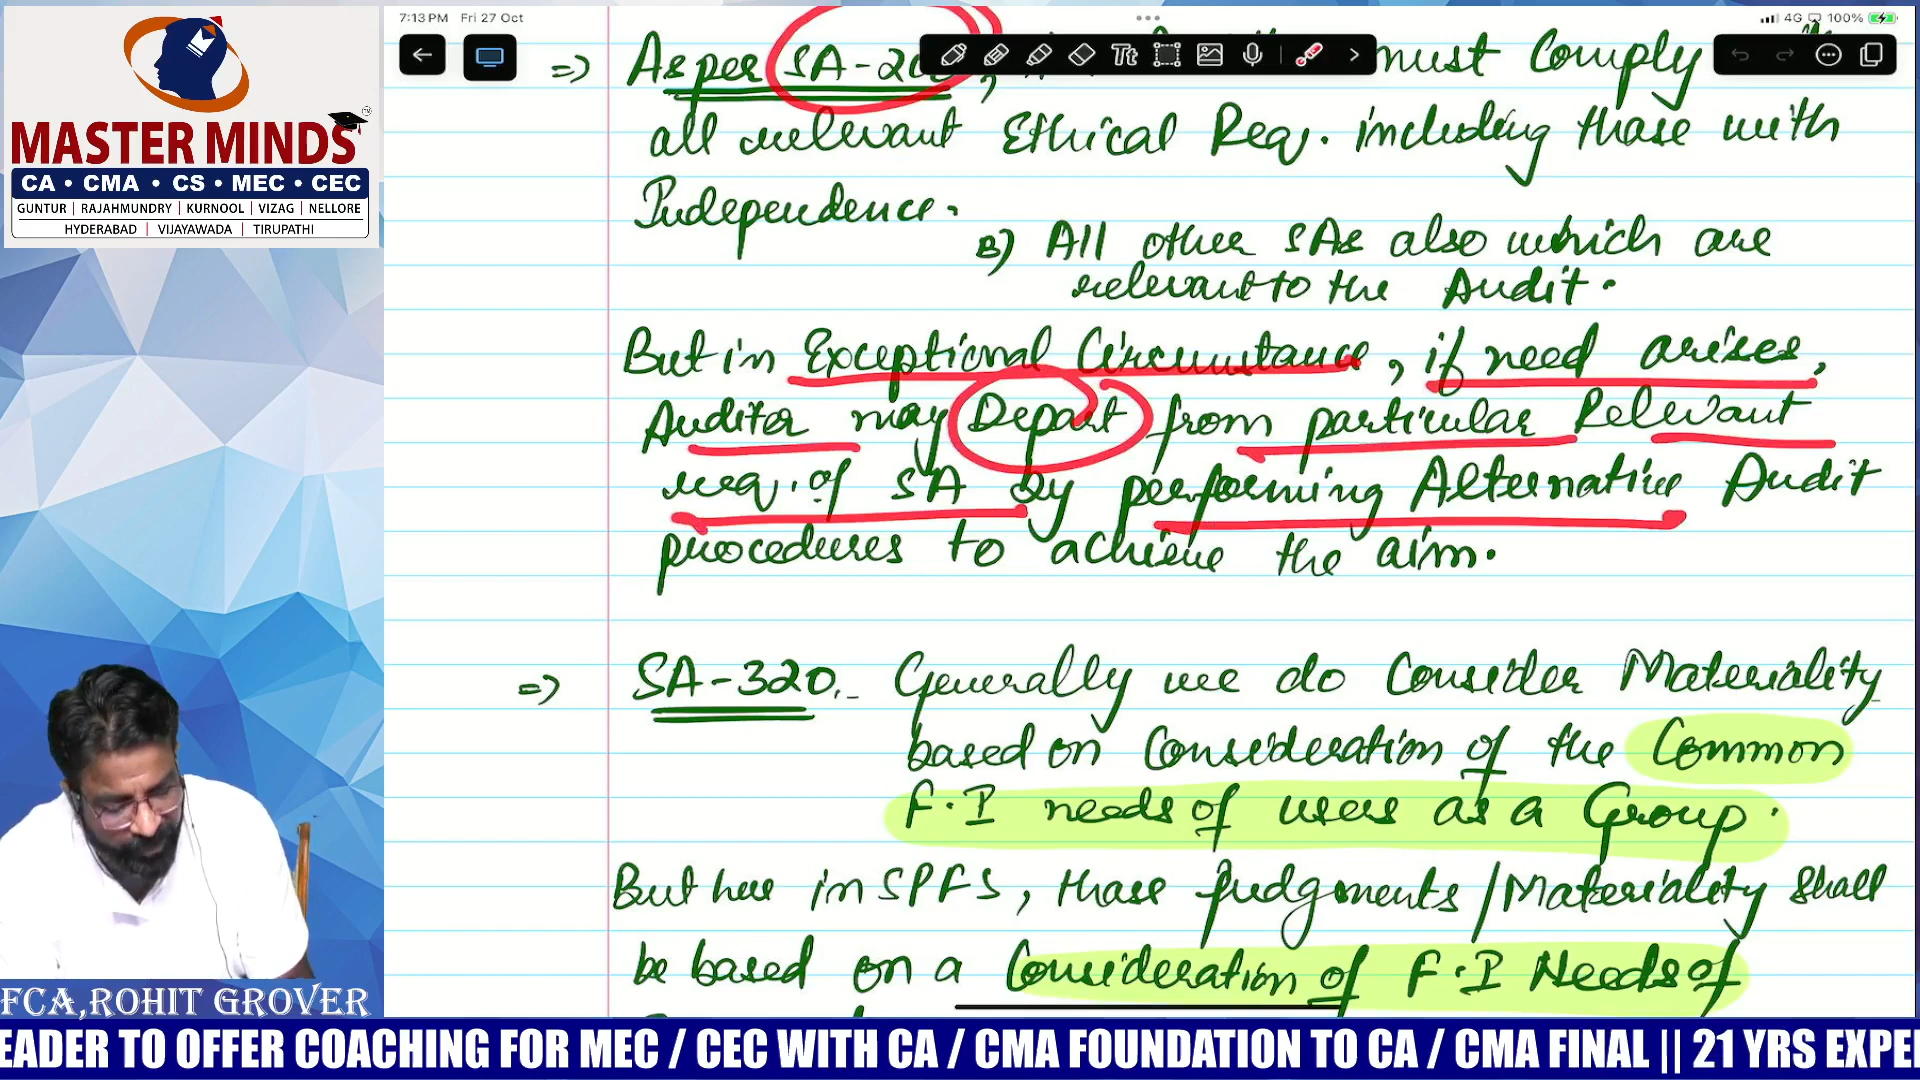 7:13 PM Fri 27 Oct
4G 100%
MASTER MINDS
CA • CMA • CS • MEC • CEC
GUNTUR | RAJAHMUNDRY | KURNOOL | VIZAG | NELLORE
HYDERABAD | VIJAYAWADA | TIRUPATHI
Tt
=> As per SA-20 must Comply
all relevant Ethical Req. including those with
Independence.
B) All other SAs also which are
relevant to the Audit.
But in Exceptional Circumstance, if need arises,
Auditor may Depart from particular Relevant
req. of SA by performing Alternative Audit
procedures to achieve the aim.
=> SA-320. Generally we do Consider Materiality
based on Consideration of the Common
F.I needs of users as a Group.
But here in SPFS, those judgments / Materiality shall
be based on a Consideration of F.I Needs of
FCA,ROHIT GROVER
EADER TO OFFER COACHING FOR MEC / CEC WITH CA / CMA FOUNDATION TO CA / CMA FINAL || 21 YRS EXPE